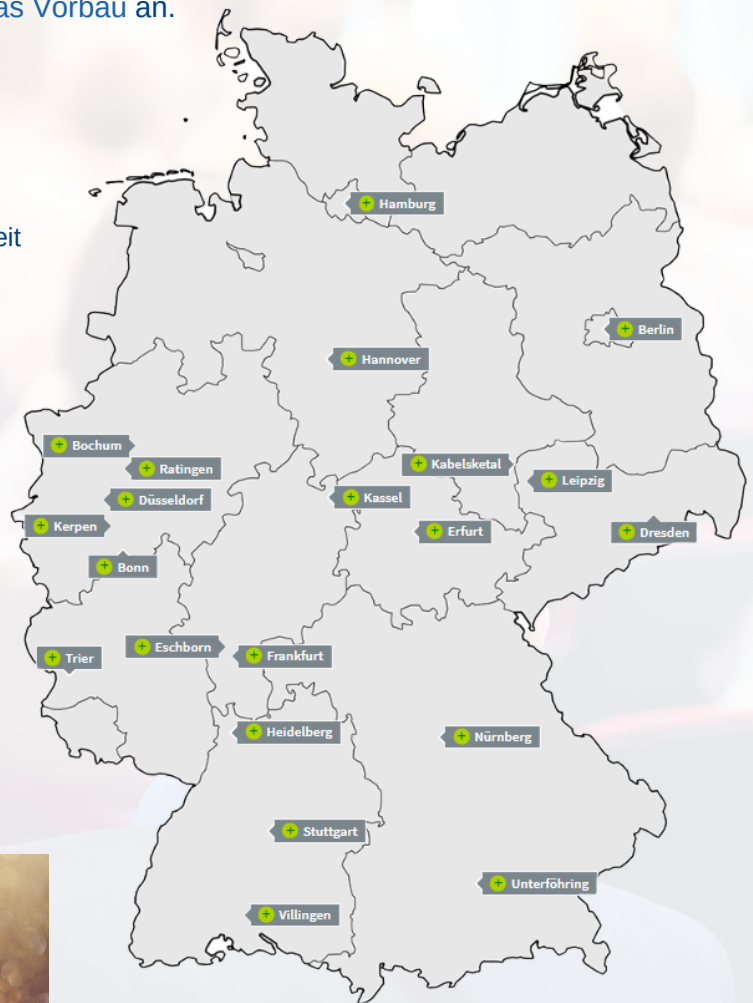 as Vorbau an.
Hamburg
eit
Berlin
Hannover
Bochum
Ratingen
Kabelsketal
Leipzig
Düsseldorf
Kassel
Kerpen
Erfurt
Dresden
Bonn
Eschborn
Trier
Frankfurt
Heidelberg
Nürnberg
Stuttgart
Unterföhring
Villingen